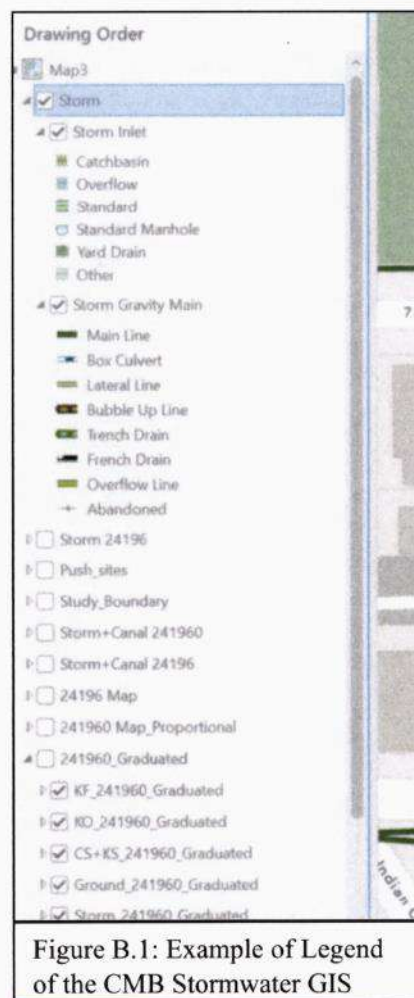 Drawing Order
Map3
Storm
Storm Inlet
Catchbasin
Overflow
Standard
Standard Manhole
Yard Drain
Other
Storm Gravity Main
Main Line
Box Culvert
Lateral Line
Bubble Up Line
Trench Drain
French Drain
Overflow Line
Abandoned
Storm 24196
Push_sites
Study_Boundary
Storm+Canal 241960
Storm+Canal 24196
24196 Map
241960 Map_Proportional
241960_Graduated
KF_241960_Graduated
KO_241960_Graduated
CS+KS_241960_Graduated
Ground_241960_Graduated
Storm 241960 Graduated
7
Indian
Figure B.1: Example of Legend
of the CMB Stormwater GIS